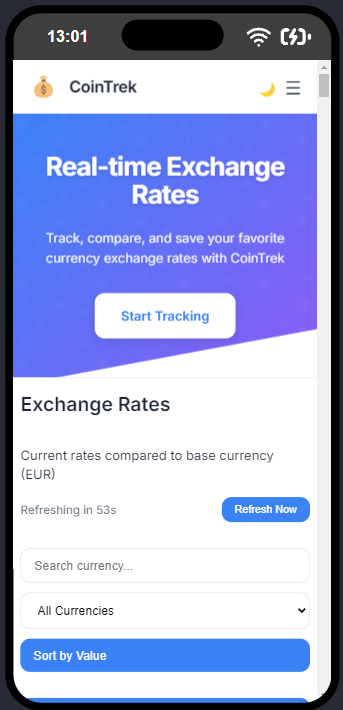 13:01
CoinTrek
Real-time Exchange
Rates
Track, compare, and save your favorite
currency exchange rates with CoinTrek
Start Tracking
Exchange Rates
Current rates compared to base currency
(EUR)
Refreshing in 53s
Refresh Now
Search currency...
All Currencies
Sort by Value